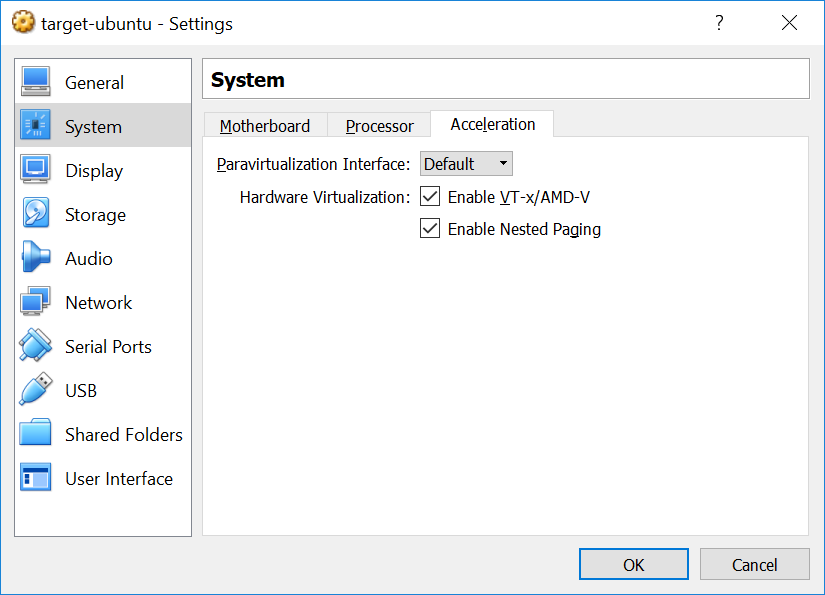 target-ubuntu - Settings
?
General
System
Display
Storage
Audio
Network
Serial Ports
USB
Shared Folders
User Interface
System
Motherboard Processor Acceleration
Paravirtualization Interface: Default
Hardware Virtualization: Enable VT-x/AMD-V
Enable Nested Paging
OK Cancel